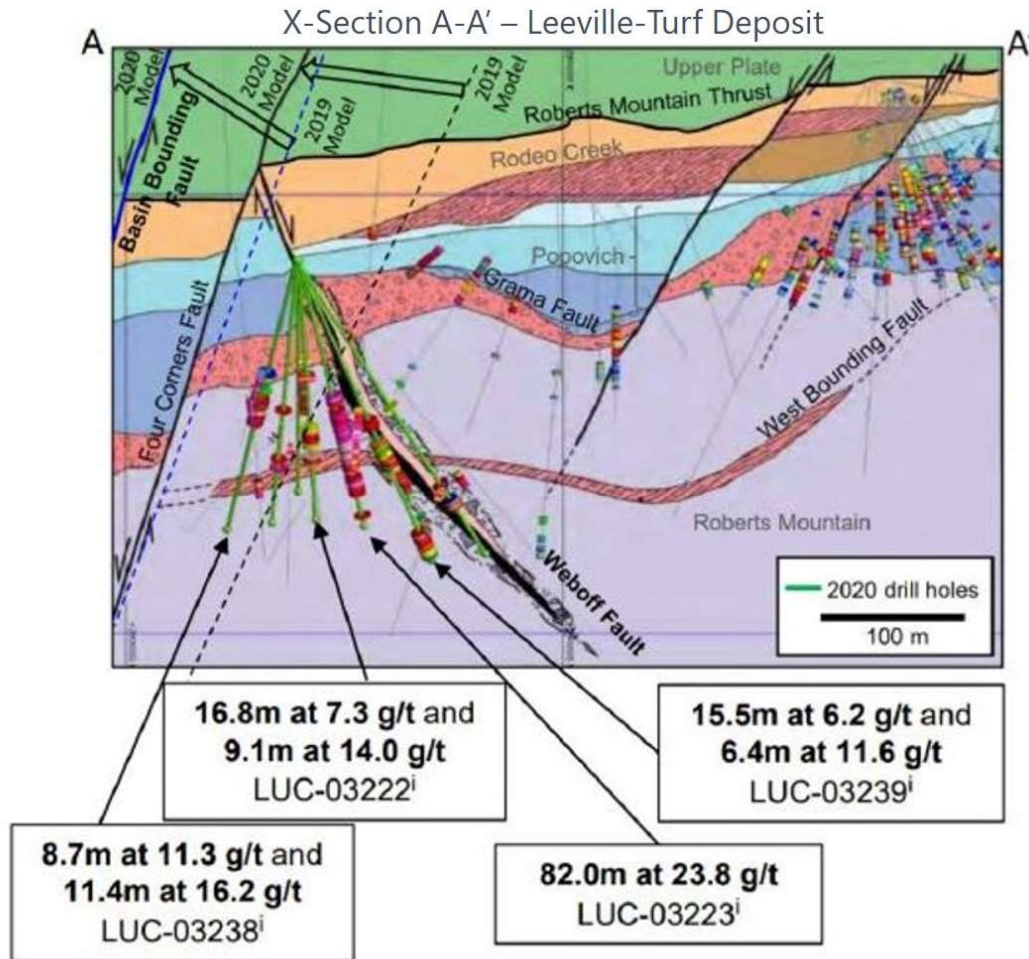 X-Section A-A’ – Leeville-Turf Deposit
A
A'
2020
Model
2020
Model
2019
Model
2019
Model
Upper Plate
Roberts Mountain Thrust
Rodeo Creek
Basin Bounding
Fault
Popovich
Grama Fault
Four Corners Fault
West Bounding Fault
Roberts Mountain
Weboff Fault
2020 drill holes
100 m
16.8m at 7.3 g/t and
9.1m at 14.0 g/t
LUC-03222ⁱ
15.5m at 6.2 g/t and
6.4m at 11.6 g/t
LUC-03239ⁱ
8.7m at 11.3 g/t and
11.4m at 16.2 g/t
LUC-03238ⁱ
82.0m at 23.8 g/t
LUC-03223ⁱ